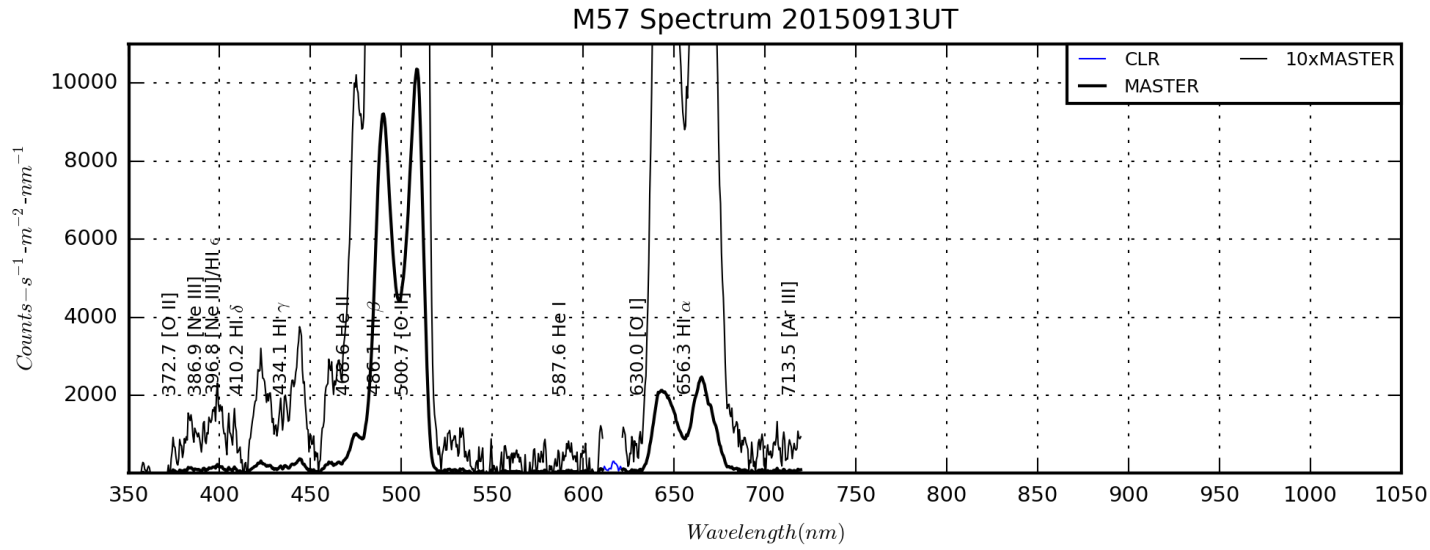 M57 Spectrum 20150913UT
CLR
10xMASTER
MASTER
Counts−s⁻¹-m⁻²-nm⁻¹
10000
8000
6000
4000
2000
372.7 [O II]
386.9 [Ne III]
396.8 [Ne III]/HI ϵ
410.2 HI δ
434.1 HI γ
468.6 He II
486.1 HI β
500.7 [O II]
587.6 He I
630.0 [O I]
656.3 HI α
713.5 [Ar III]
350 400 450 500 550 600 650 700 750 800 850 900 950 1000 1050
Wavelength(nm)